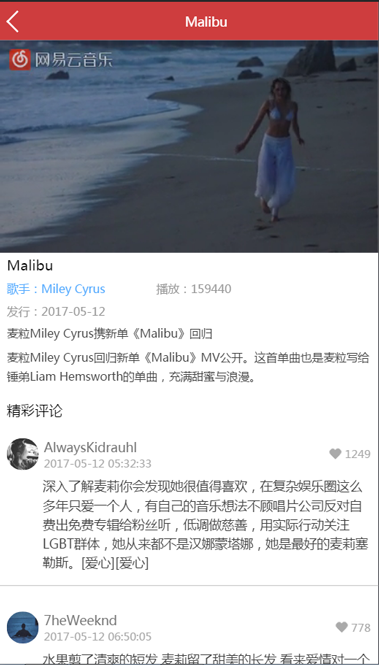 Malibu
网易云音乐
Malibu
歌手：Miley Cyrus 播放：159440
发行：2017-05-12
麦粒Miley Cyrus携新单《Malibu》回归
麦粒Miley Cyrus回归新单《Malibu》MV公开。这首单曲也是麦粒写给
锤弟Liam Hemsworth的单曲，充满甜蜜与浪漫。
精彩评论
AlwaysKidrauhl
1249
2017-05-12 05:32:33
深入了解麦莉你会发现她很值得喜欢，在复杂娱乐圈这么
多年只爱一个人，有自己的音乐想法不顾唱片公司反对自
费出免费专辑给粉丝听，低调做慈善，用实际行动关注
LGBT群体，她从来都不是汉娜蒙塔娜，她是最好的麦莉塞
勒斯。[爱心][爱心]
7heWeeknd
778
2017-05-12 06:50:05
水果剪了清爽的短发 麦莉留了甜美的长发 看来爱情对一个